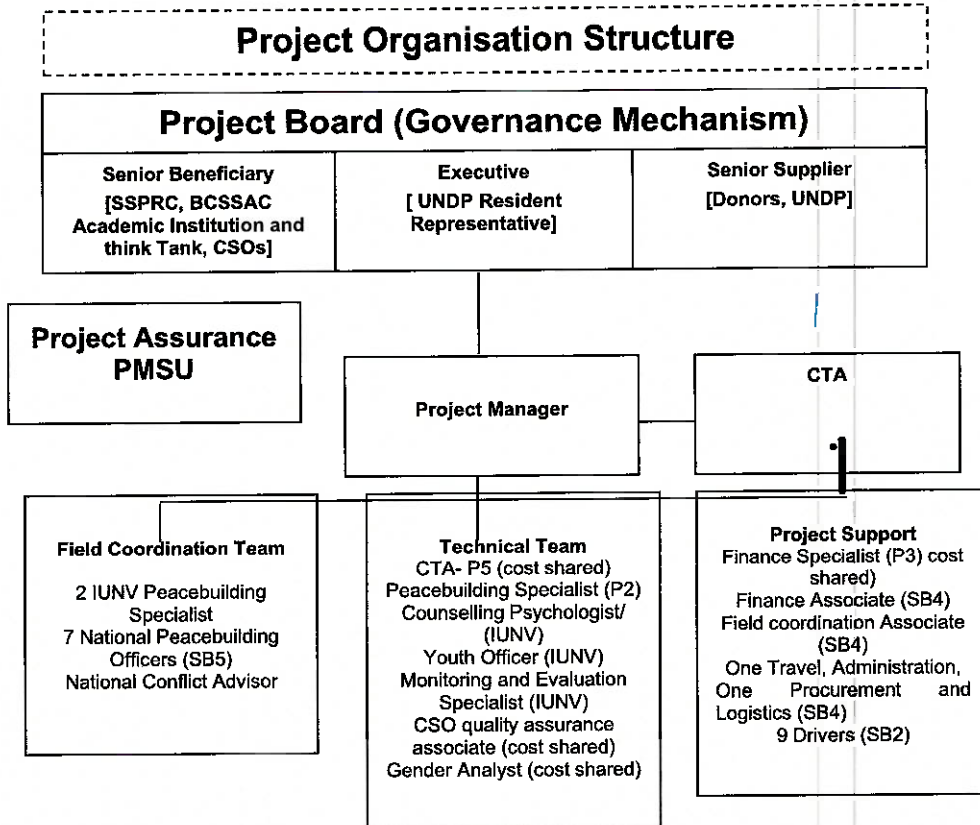 Project Organisation Structure
Project Board (Governance Mechanism)
Senior Beneficiary
[SSPRC, BCSSAC
Academic Institution and
think Tank, CSOs]
Executive
[ UNDP Resident
Representative]
Senior Supplier
[Donors, UNDP]
Project Assurance
PMSU
Project Manager
CTA
Field Coordination Team
2 IUNV Peacebuilding
Specialist
7 National Peacebuilding
Officers (SB5)
National Conflict Advisor
Technical Team
CTA- P5 (cost shared)
Peacebuilding Specialist (P2)
Counselling Psychologist/
(IUNV)
Youth Officer (IUNV)
Monitoring and Evaluation
Specialist (IUNV)
CSO quality assurance
associate (cost shared)
Gender Analyst (cost shared)
Project Support
Finance Specialist (P3) cost
shared)
Finance Associate (SB4)
Field coordination Associate
(SB4)
One Travel, Administration,
One Procurement and
Logistics (SB4)
9 Drivers (SB2)